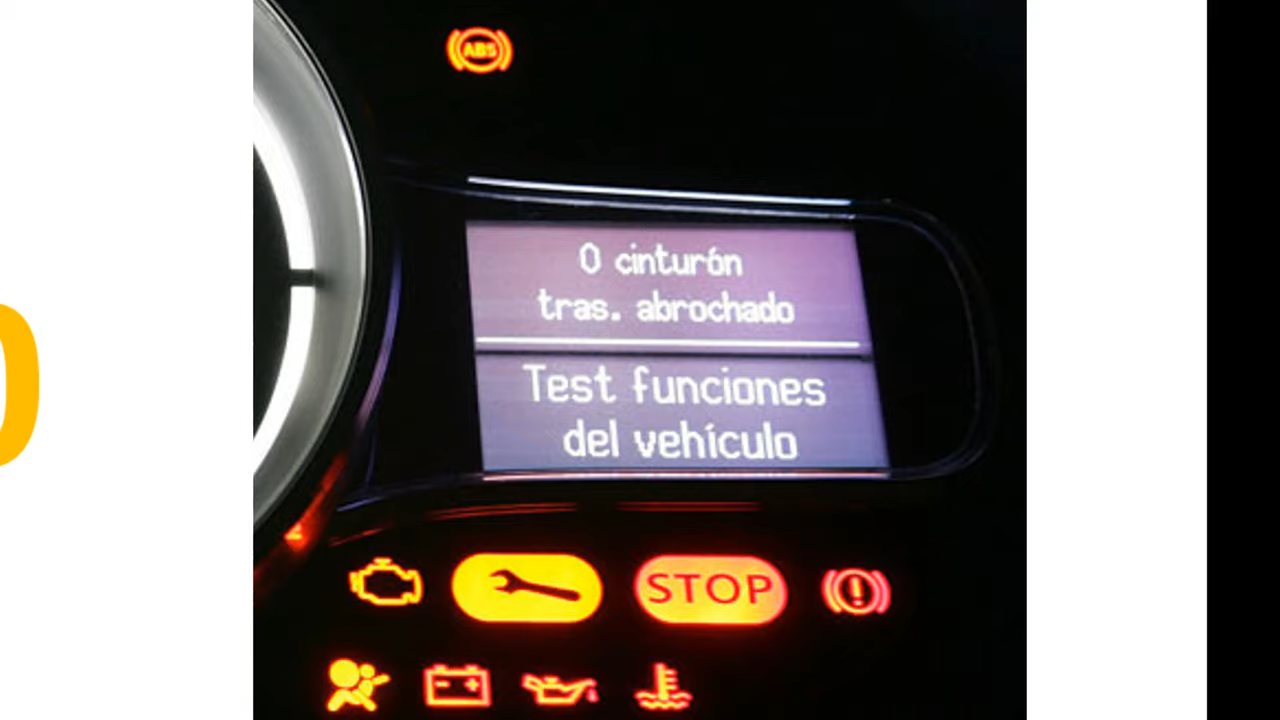 ABS
0 cinturón
tras. abrochado
Test funciones
del vehículo
STOP